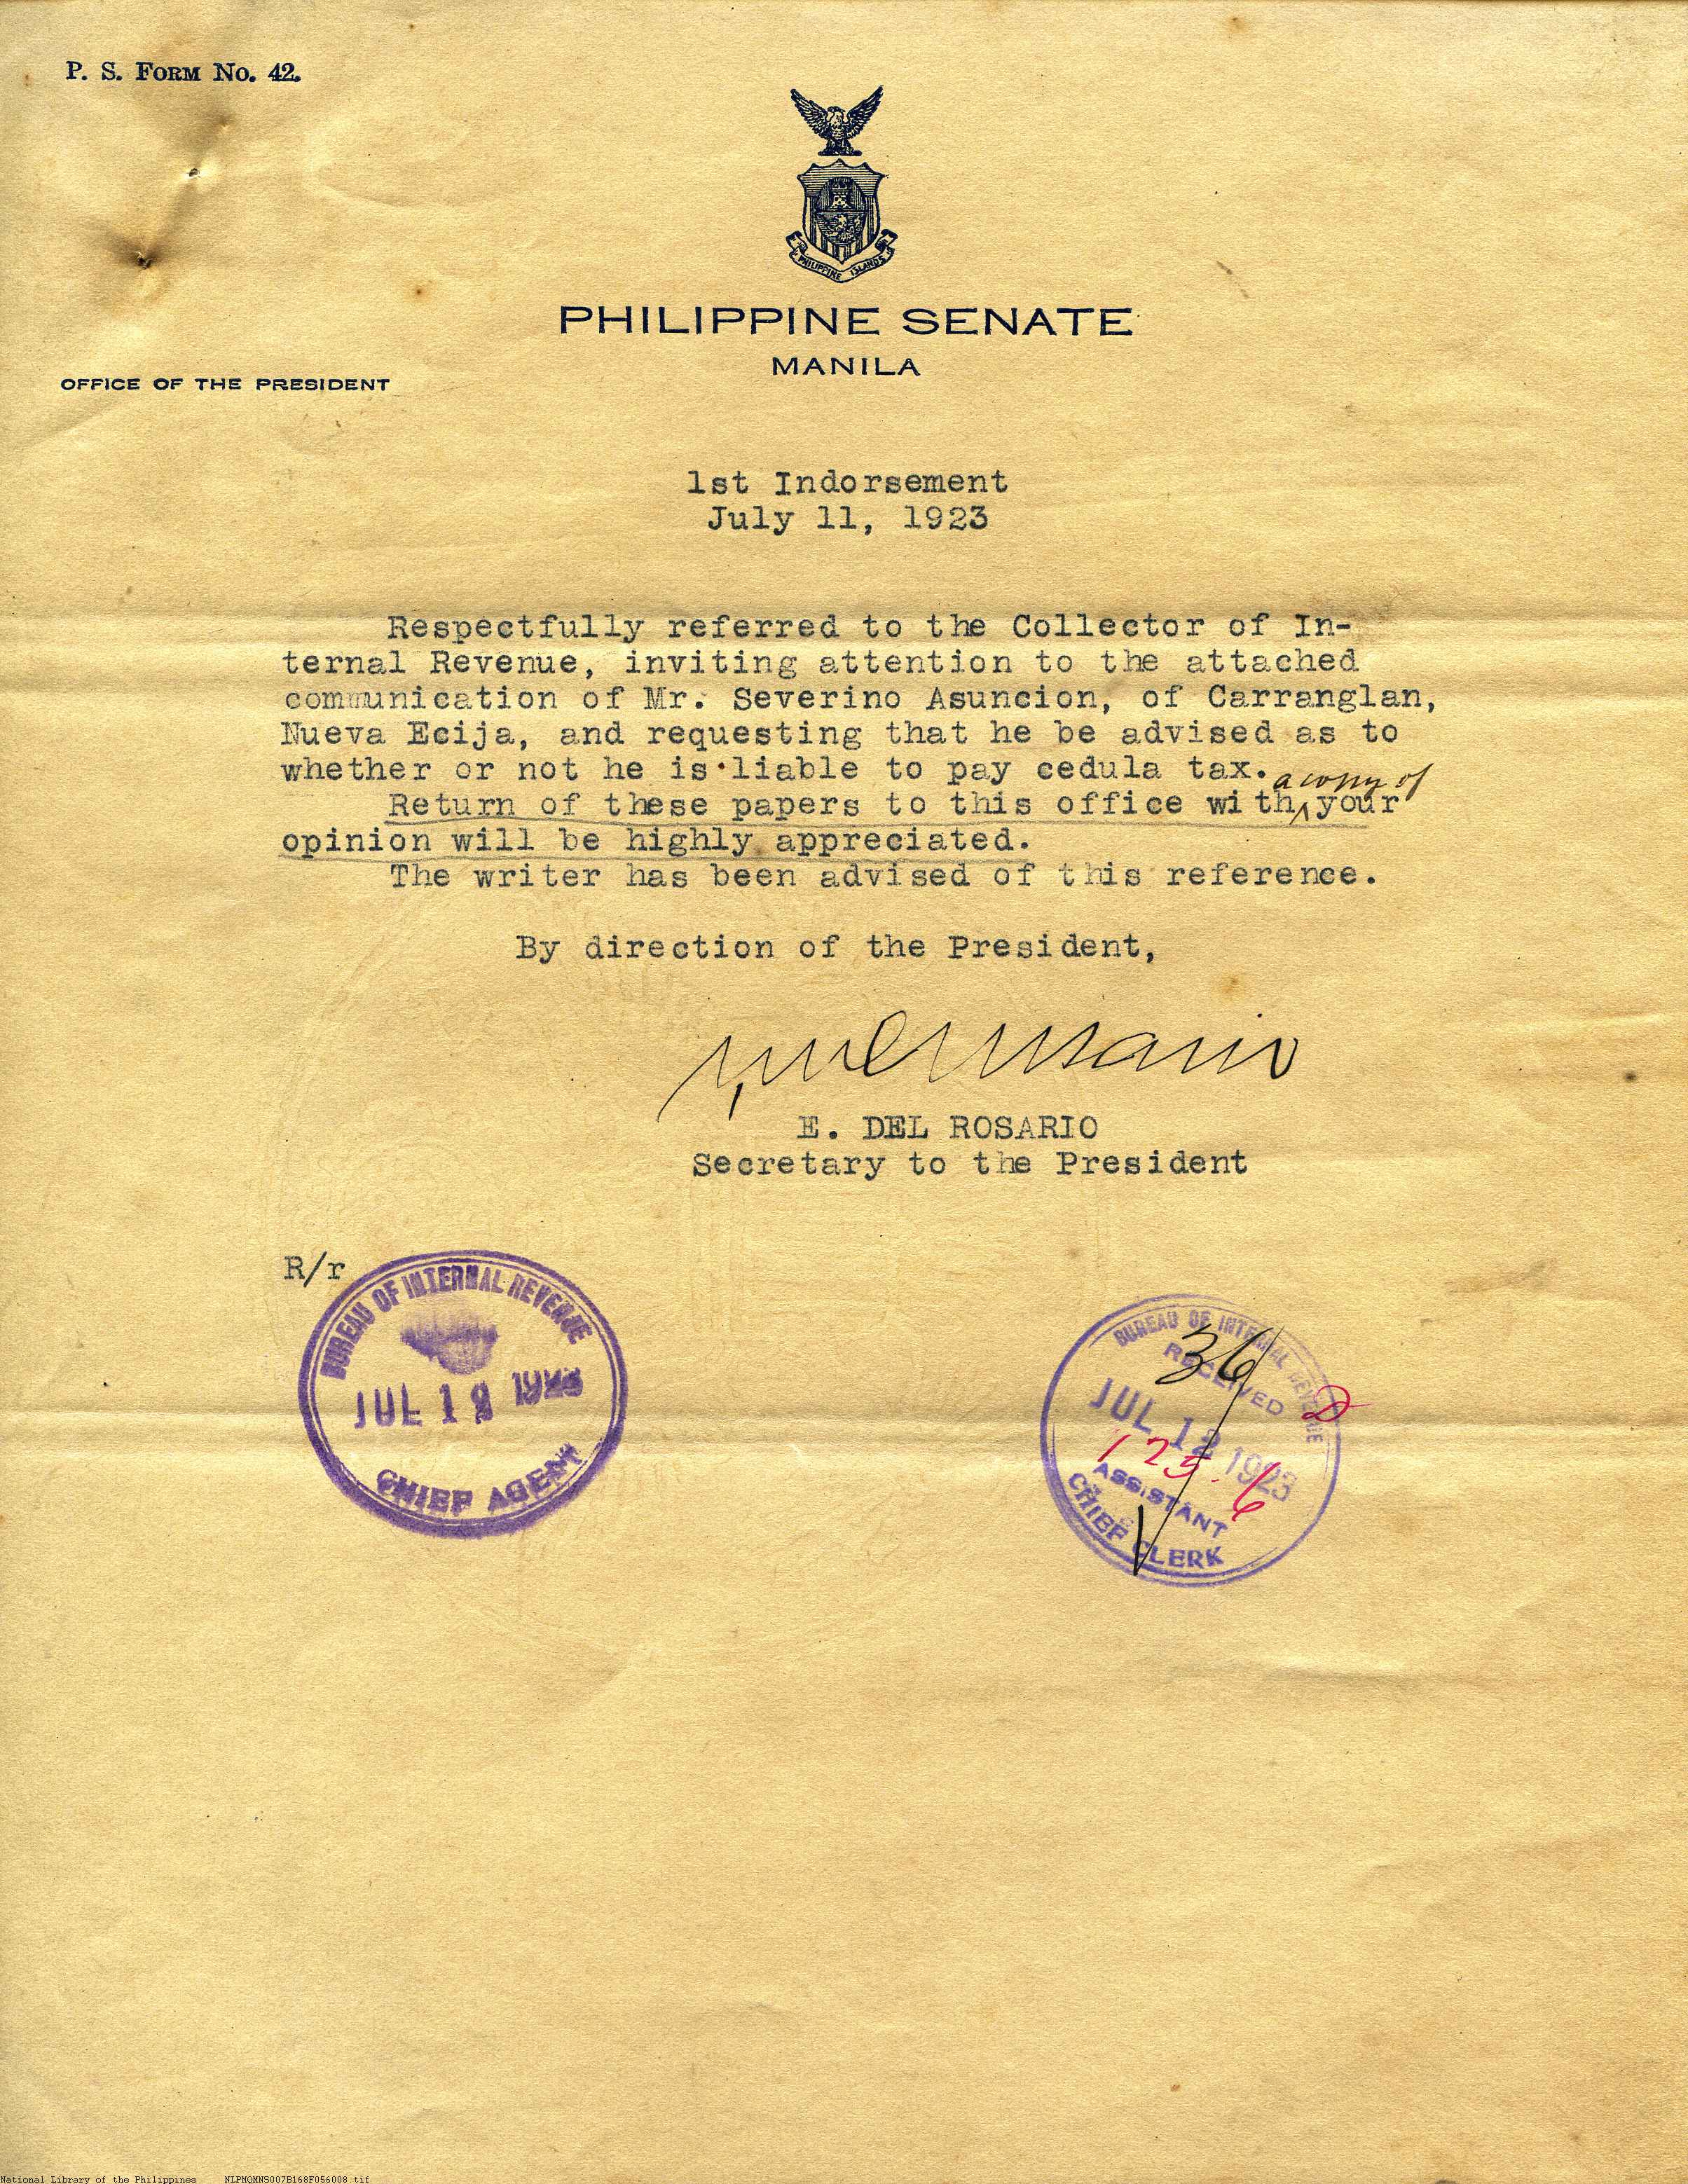 P. S. FORM NO. 42.
PHILIPPINE ISLANDS
PHILIPPINE SENATE
MANILA
OFFICE OF THE PRESIDENT
1st Indorsement
July 11, 1923
Respectfully referred to the Collector of In-
ternal Revenue, inviting attention to the attached
communication of Mr. Severino Asuncion, of Carranglan,
Nueva Ecija, and requesting that he be advised as to
whether or not he is liable to pay cedula tax.
a copy of
Return of these papers to this office with your
opinion will be highly appreciated.
The writer has been advised of this reference.
By direction of the President,
E. DEL ROSARIO
Secretary to the President
R/r
BUREAU OF INTERNAL REVENUE
JUL 1 1923
CHIEF AGENT
BUREAU OF INTERNAL REVENUE
RECEIVED
36
JUL 12 1923
125.6
ASSISTANT
CHIEF CLERK
National Library of the Philippines NLPMQMNS007B168F056008.tif